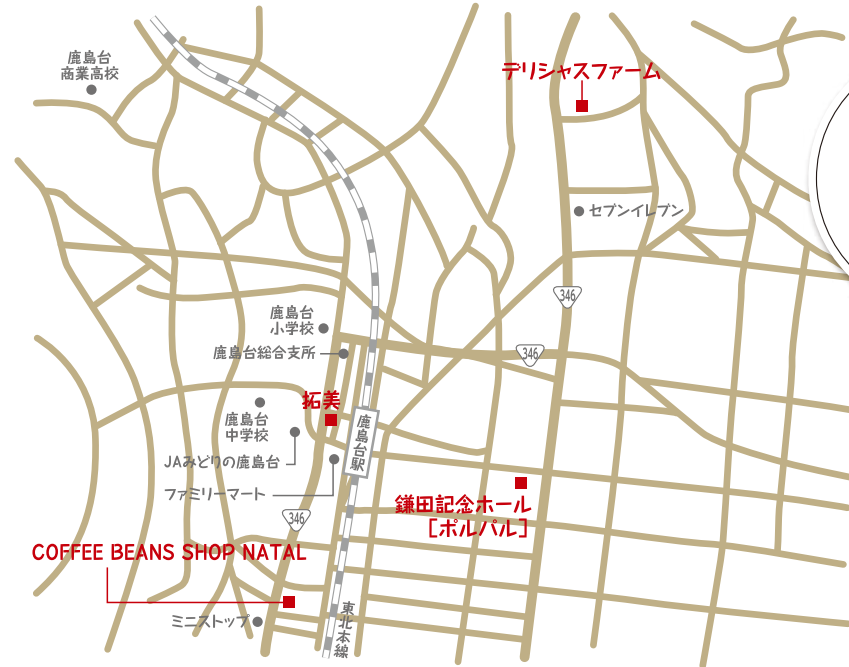 鹿島台
商業高校
デリシャスファーム
セブンイレブン
346
鹿島台
小学校
鹿島台総合支所
346
拓美
鹿島台
中学校
鹿島台駅
JAみどりの鹿島台
ファミリーマート
鎌田記念ホール
[ポルパル]
346
COFFEE BEANS SHOP NATAL
東北本線
ミニストップ